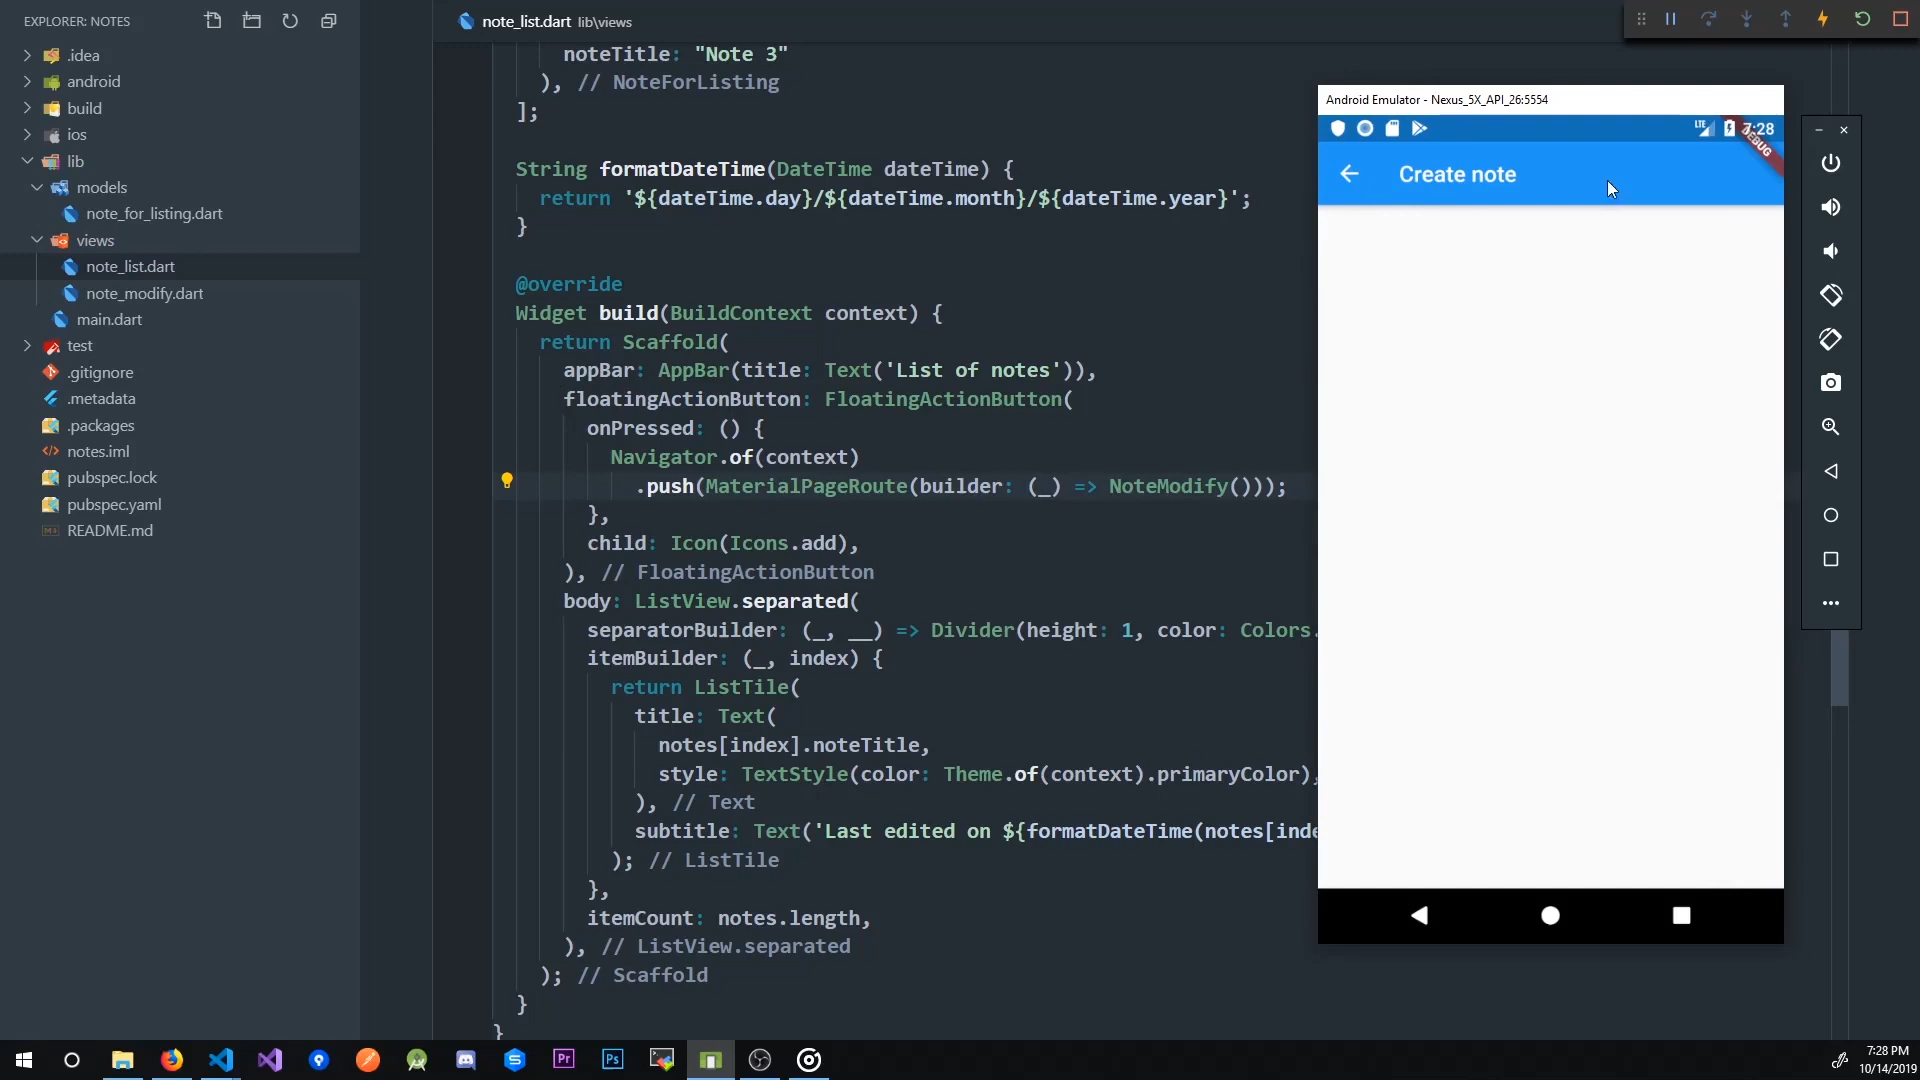 EXPLORER: NOTES
.idea
android
build
ios
lib
models
note_for_listing.dart
views
note_list.dart
note_modify.dart
main.dart
test
.gitignore
.metadata
.packages
notes.iml
pubspec.lock
pubspec.yaml
README.md
note_list.dart lib\views
noteTitle: "Note 3"
), // NoteForListing
];
String formatDateTime(DateTime dateTime) {
return '${dateTime.day}/${dateTime.month}/${dateTime.year}';
}
@override
Widget build(BuildContext context) {
return Scaffold(
appBar: AppBar(title: Text('List of notes')),
floatingActionButton: FloatingActionButton(
onPressed: () {
Navigator.of(context)
.push(MaterialPageRoute(builder: (_) => NoteModify()));
},
child: Icon(Icons.add),
), // FloatingActionButton
body: ListView.separated(
separatorBuilder: (_, __) => Divider(height: 1, color: Colors.
itemBuilder: (_, index) {
return ListTile(
title: Text(
notes[index].noteTitle,
style: TextStyle(color: Theme.of(context).primaryColor),
), // Text
subtitle: Text('Last edited on ${formatDateTime(notes[inde
); // ListTile
},
itemCount: notes.length,
), // ListView.separated
); // Scaffold
}
}
Android Emulator - Nexus_5X_API_26:5554
LTE 7:28
DEBUG
Create note
Pr
Ps
7:28 PM
10/14/2019